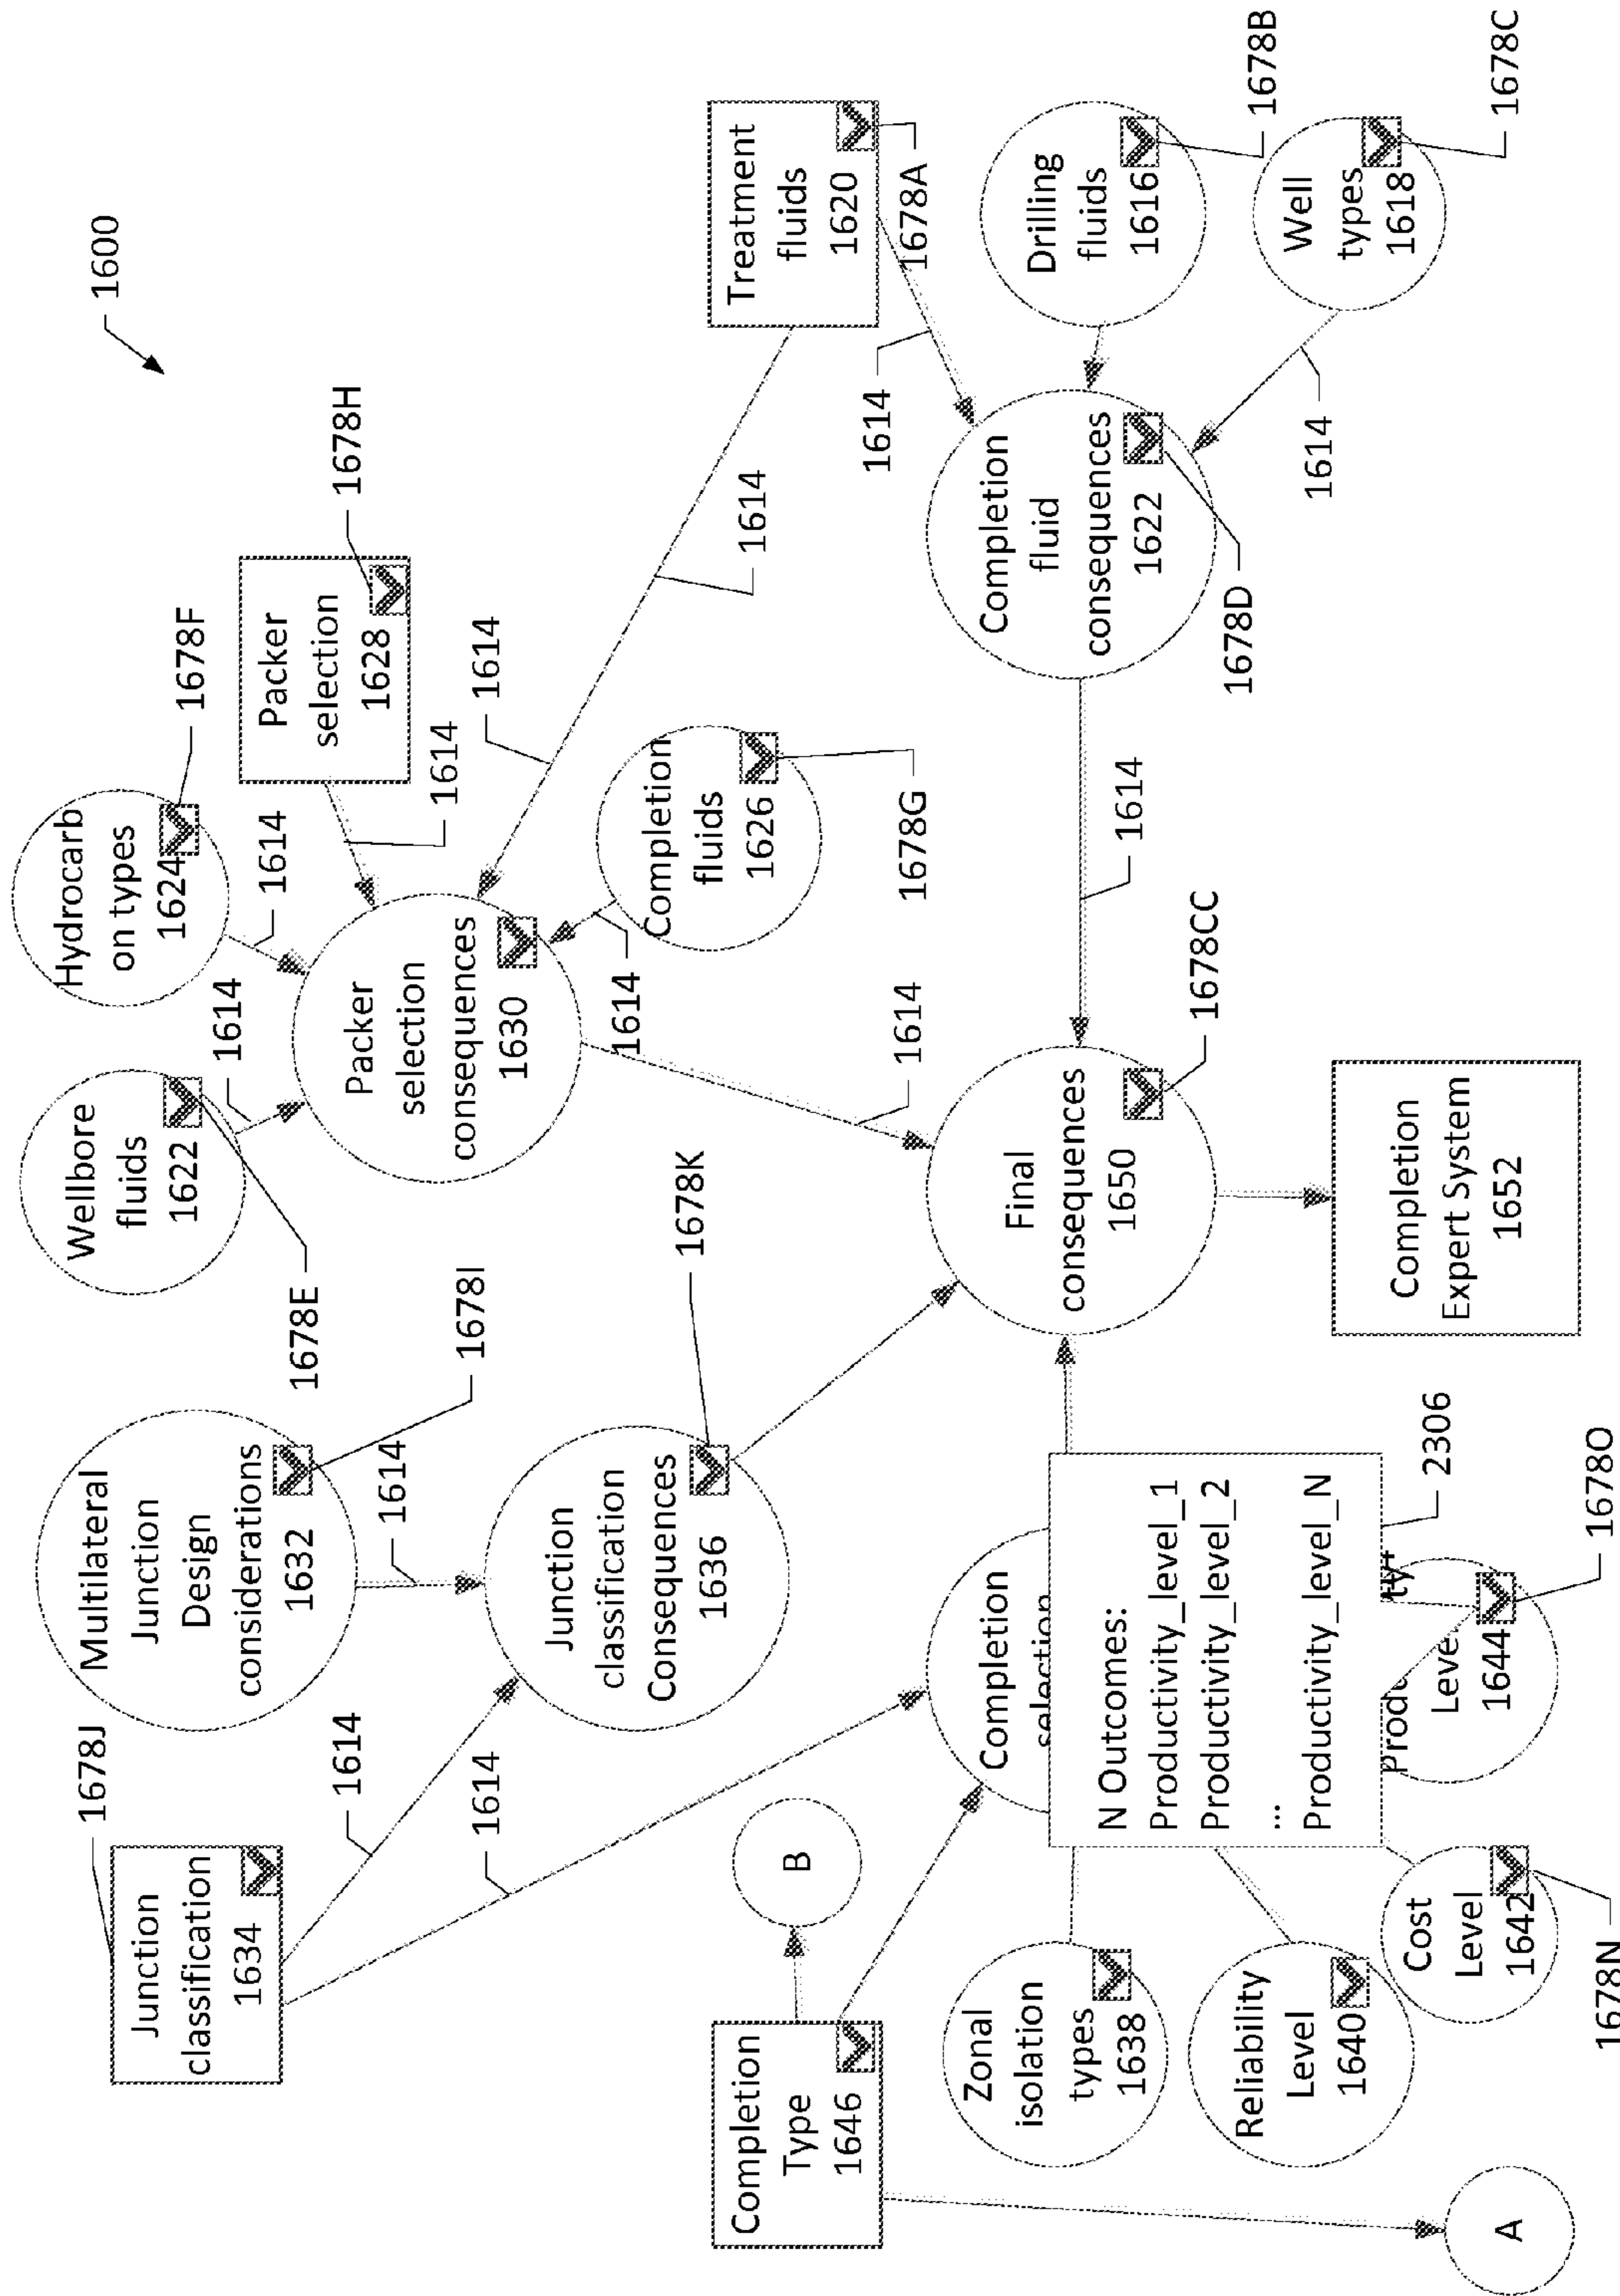 1600
1678J
Junction
classification
1634
1614
1614
Multilateral
Junction
Design
considerations
1632
1678I
1614
Junction
classification
Consequences
1636
1678K
Wellbore
fluids
1622
1678E
1614
Hydrocarb
on types
1624
1678F
1614
Packer
selection
1628
1678H
1614
Packer
selection
consequences
1630
1614
1614
Completion
fluids
1626
1678G
1614
1614
Treatment
fluids
1620
1678A
1614
Drilling
fluids
1616
1678B
Well
types
1618
1678C
1614
Completion
fluid
consequences
1622
1678D
1614
Final
consequences
1650
1678CC
Completion
Expert System
1652
Completion
Type
1646
B
A
Completion
selection
N Outcomes:
Productivity_level_1
Productivity_level_2
...
Productivity_level_N
2306
Zonal
isolation
types
1638
Reliability
Level
1640
Cost
Level
1642
1678N
Level
1644
1678O